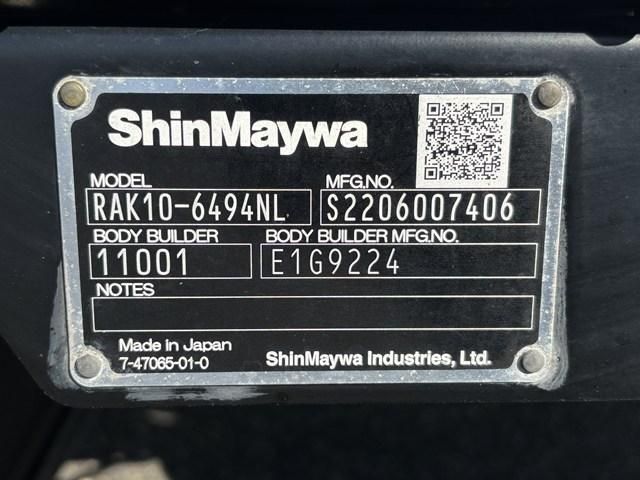 ShinMaywa
MODEL MFG.NO.
RAK10-6494NL S2206007406
BODY BUILDER BODY BUILDER MFG.NO.
11001 E1G9224
NOTES
Made in Japan
7-47065-01-0 ShinMaywa Industries, Ltd.